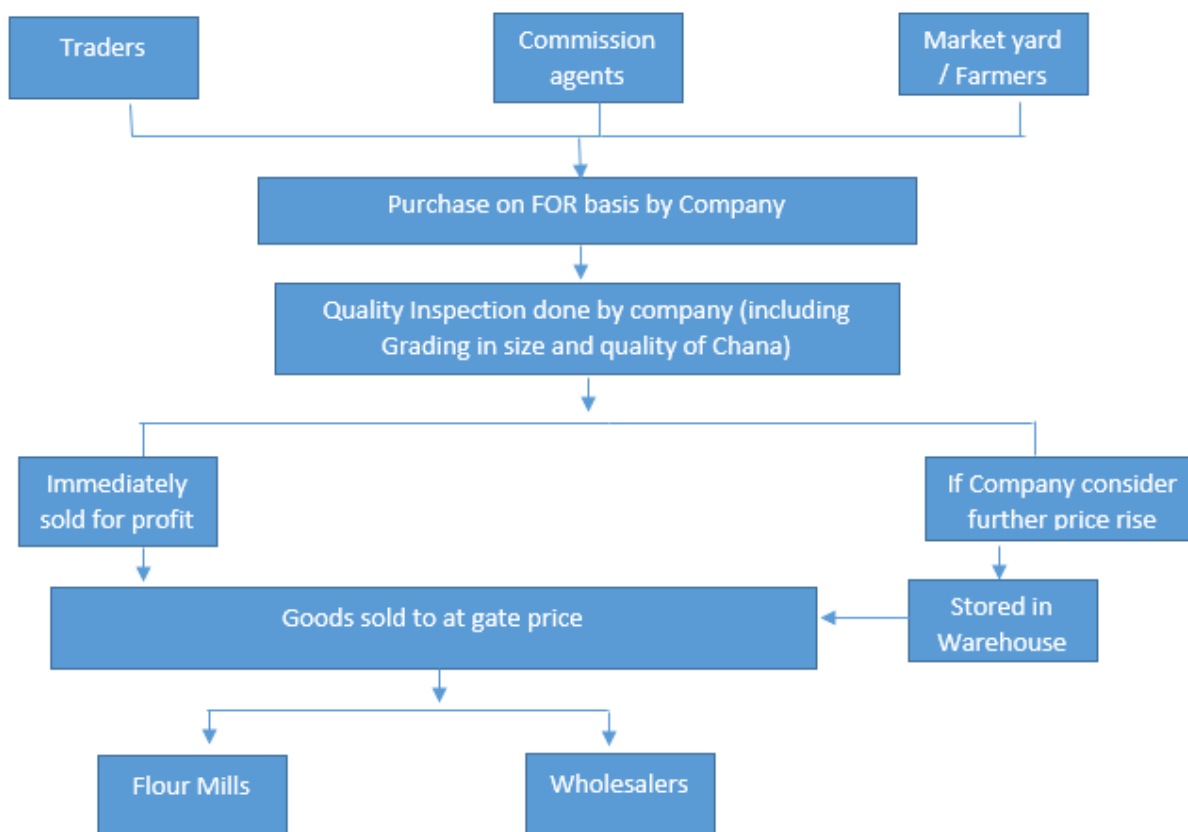 Traders
Commission
agents
Market yard
/ Farmers
Purchase on FOR basis by Company
Quality Inspection done by company (including
Grading in size and quality of Chana)
Immediately
sold for profit
If Company consider
further price rise
Goods sold to at gate price
Stored in
Warehouse
Flour Mills
Wholesalers